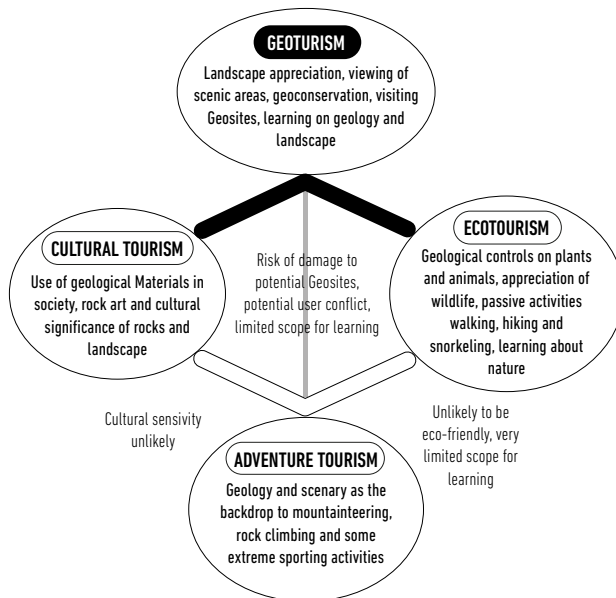 GEOTURISM
Landscape appreciation, viewing of
scenic areas, geoconservation, visiting
Geosites, learning on geology and
landscape
CULTURAL TOURISM
Use of geological Materials in
society, rock art and cultural
significance of rocks and
landscape
Risk of damage to
potential Geosites,
potential user conflict,
limited scope for learning
ECOTOURISM
Geological controls on plants
and animals, appreciation of
wildlife, passive activities
walking, hiking and
snorkeling, learning about
nature
Cultural sensivity
unlikely
Unlikely to be
eco-friendly, very
limited scope for
learning
ADVENTURE TOURISM
Geology and scenary as the
backdrop to mountainteering,
rock climbing and some
extreme sporting activities